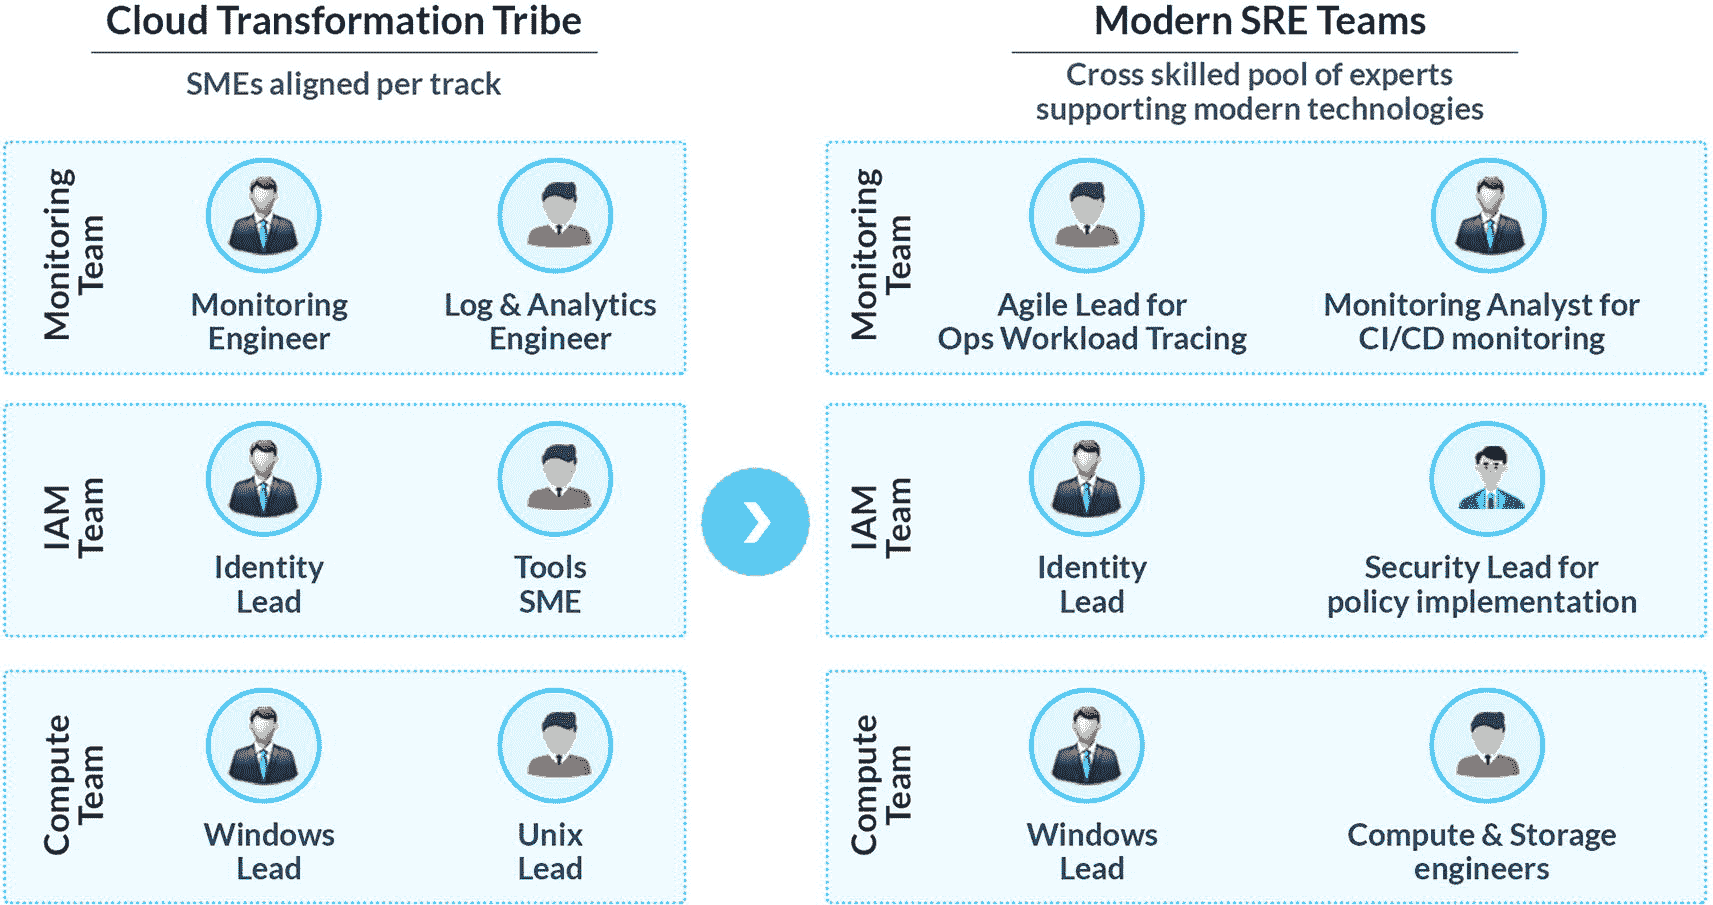 Cloud Transformation Tribe
SMEs aligned per track
Monitoring
Team
Monitoring
Engineer
Log & Analytics
Engineer
IAM
Team
Identity
Lead
Tools
SME
Compute
Team
Windows
Lead
Unix
Lead
Modern SRE Teams
Cross skilled pool of experts
supporting modern technologies
Monitoring
Team
Agile Lead for
Ops Workload Tracing
Monitoring Analyst for
CI/CD monitoring
IAM
Team
Identity
Lead
Security Lead for
policy implementation
Compute
Team
Windows
Lead
Compute & Storage
engineers